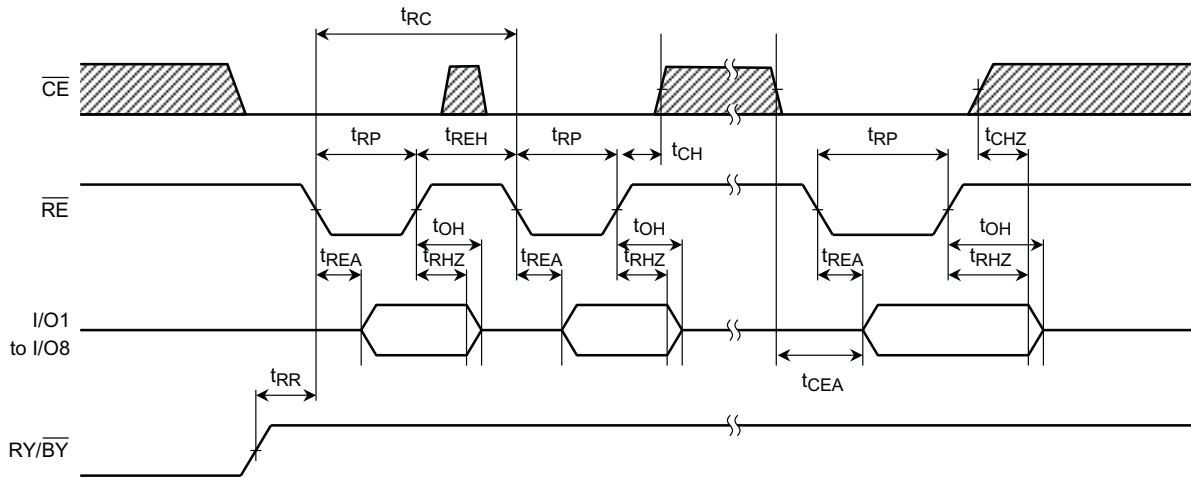 tRC
CE
tRP
tREH
tRP
tCH
tRP
tCHZ
RE
tOH
tOH
tOH
tREA
tRHZ
tREA
tRHZ
tREA
tRHZ
I/O1
to I/O8
tCEA
tRR
RY/BY